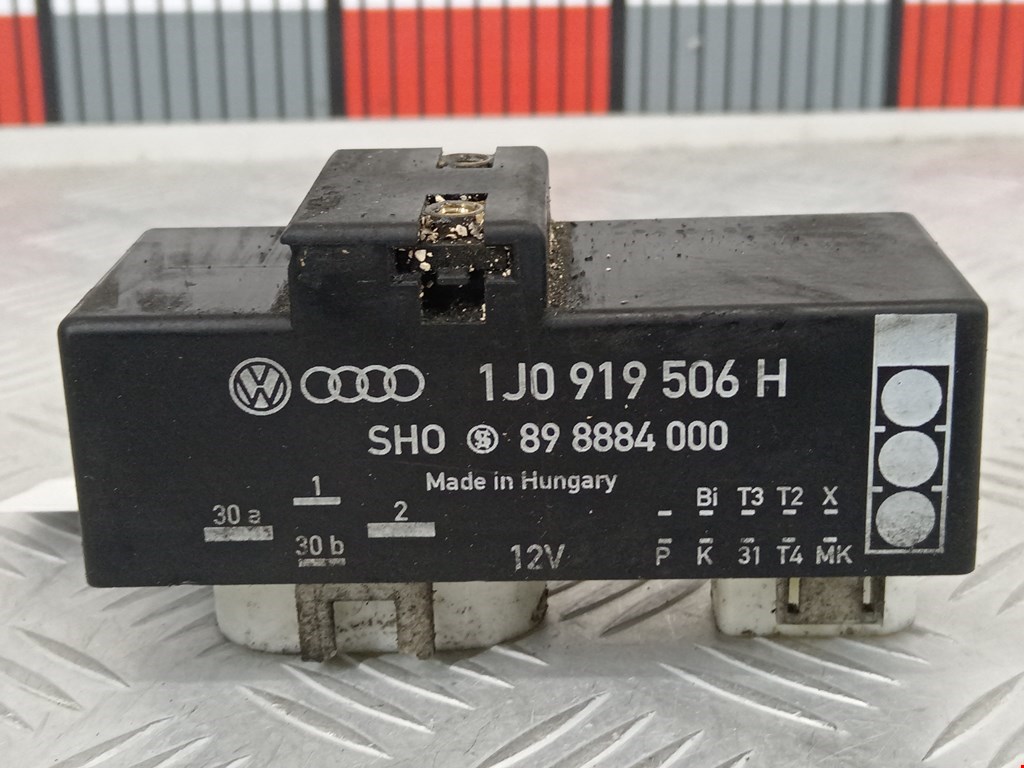 VW 1J0 919 506 H
SHO S 89 8884 000
Made in Hungary
1
30 a
2
30 b
12V
Bi T3 T2 X
P K 31 T4 MK